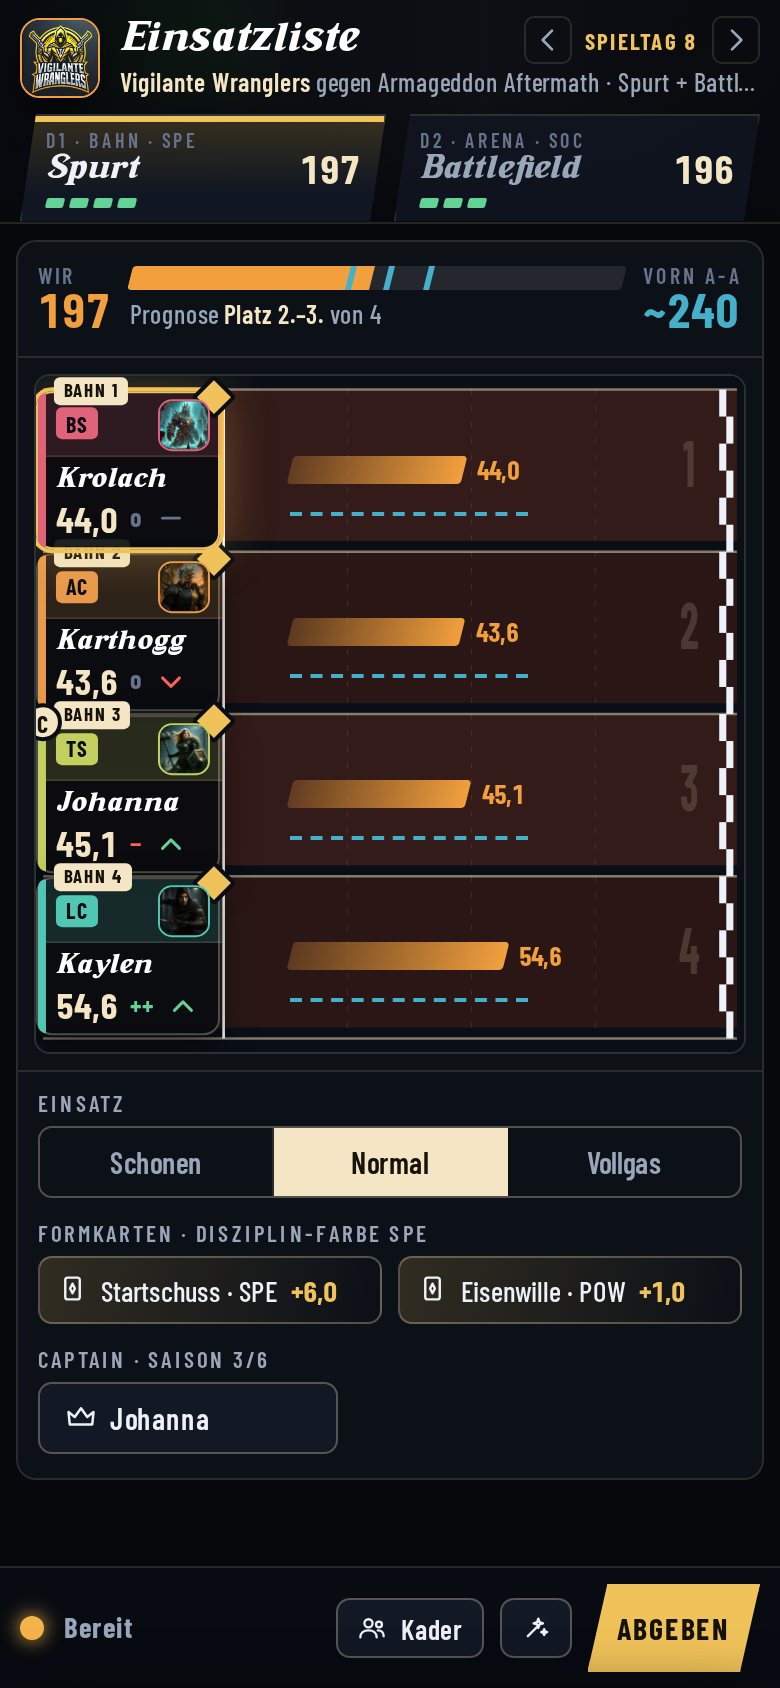 VIGILANTE
WRANGLERS
Einsatzliste
SPIELTAG 8
Vigilante Wranglers gegen Armageddon Aftermath · Spurt + Battl...
D1 · BAHN · SPE
Spurt 197
D2 · ARENA · SOC
Battlefield 196
WIR
197
Prognose Platz 2.–3. von 4
VORN A-A
~240
BAHN 1
BS
Krolach
44,0 0 —
44,0
1
BAHN 2
AC
Karthogg
43,6 0
43,6
2
C
BAHN 3
TS
Johanna
45,1 –
45,1
3
BAHN 4
LC
Kaylen
54,6 ++
54,6
4
EINSATZ
Schonen Normal Vollgas
FORMKARTEN · DISZIPLIN-FARBE SPE
Startschuss · SPE +6,0
Eisenwille · POW +1,0
CAPTAIN · SAISON 3/6
Johanna
Bereit
Kader
ABGEBEN